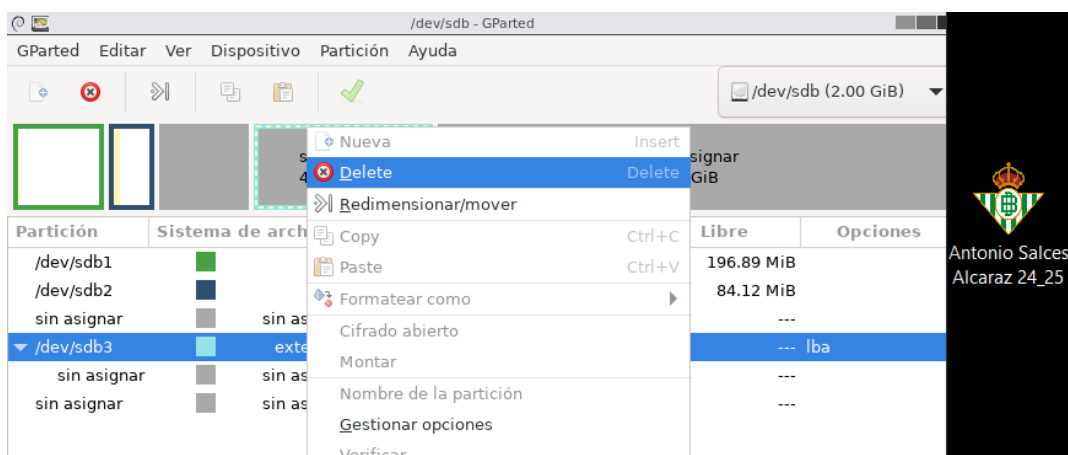 /dev/sdb - GParted
GParted Editar Ver Dispositivo Partición Ayuda
/dev/sdb (2.00 GiB)
Nueva Insert
signar
Delete Delete
GiB
Redimensionar/mover
Partición Sistema de arch Copy Ctrl+C Libre Opciones
/dev/sdb1 Paste Ctrl+V 196.89 MiB
/dev/sdb2 Formatear como 84.12 MiB
sin asignar sin as Cifrado abierto ---
/dev/sdb3 exte Montar --- lba
sin asignar sin as Nombre de la partición ---
sin asignar sin as Gestionar opciones ---
Verificar
Antonio Salces
Alcaraz 24_25